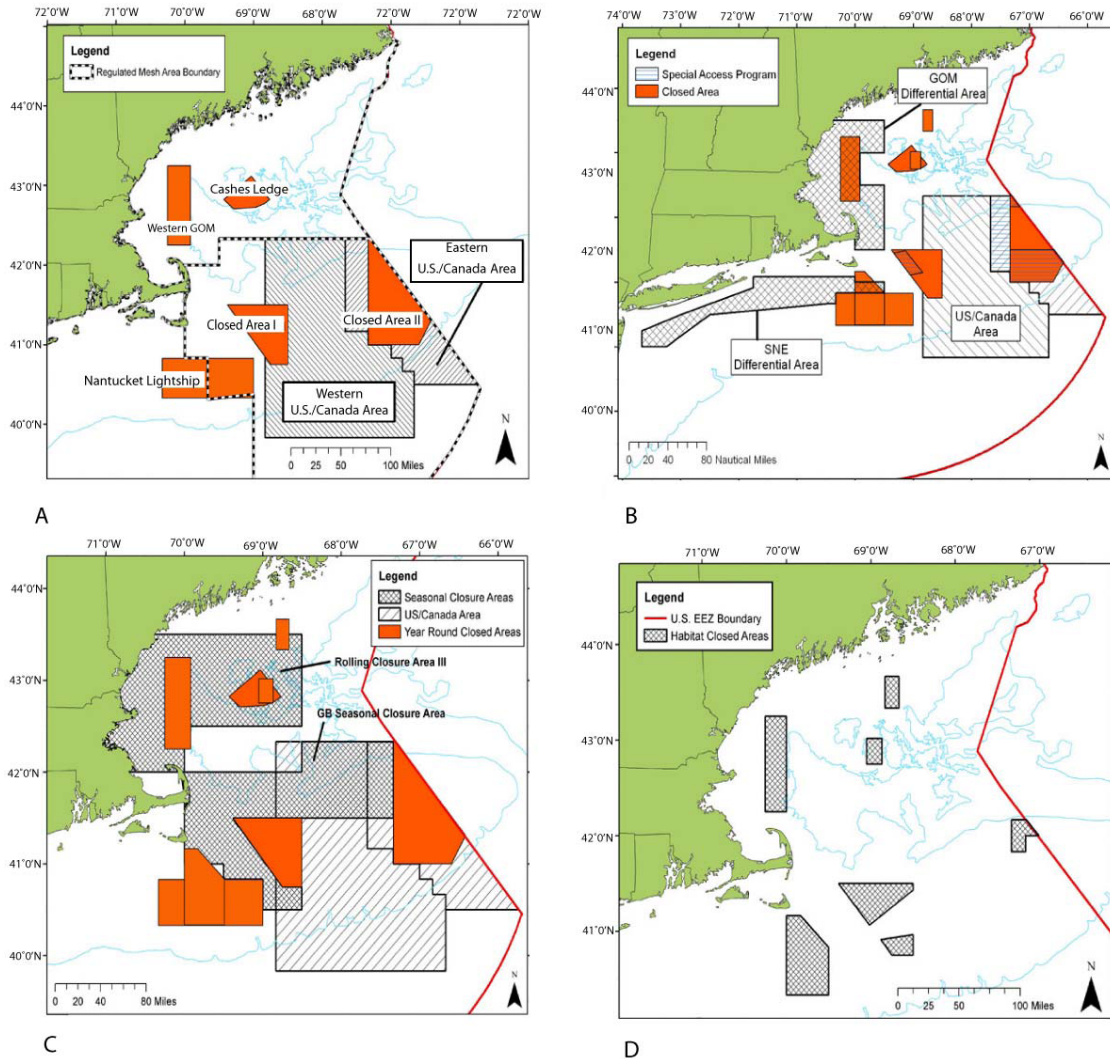 72°0'W 71°0'W 70°0'W 69°0'W 68°0'W 72°0'W 72°0'W
Legend
Regulated Mesh Area Boundary
44°0'N
43°0'N
42°0'N
41°0'N
40°0'N
Cashes Ledge
Western GOM
Eastern
U.S./Canada Area
Closed Area I
Closed Area II
Nantucket Lightship
Western
U.S./Canada Area
N
0 25 50 100 Miles
A
74°0'W 73°0'W 72°0'W 71°0'W 70°0'W 69°0'W 68°0'W 67°0'W 66°0'W
Legend
Special Access Program
Closed Area
44°0'N
43°0'N
42°0'N
41°0'N
40°0'N
GOM
Differential Area
US/Canada
Area
SNE
Differential Area
N
0 20 40 80 Nautical Miles
B
71°0'W 70°0'W 69°0'W 68°0'W 67°0'W 66°0'W
Legend
Seasonal Closure Areas
US/Canada Area
Year Round Closed Areas
44°0'N
43°0'N
42°0'N
41°0'N
40°0'N
Rolling Closure Area III
GB Seasonal Closure Area
N
0 20 40 80 Miles
C
71°0'W 70°0'W 69°0'W 68°0'W 67°0'W
Legend
U.S. EEZ Boundary
Habitat Closed Areas
44°0'N
43°0'N
42°0'N
41°0'N
N
0 25 50 100 Miles
D